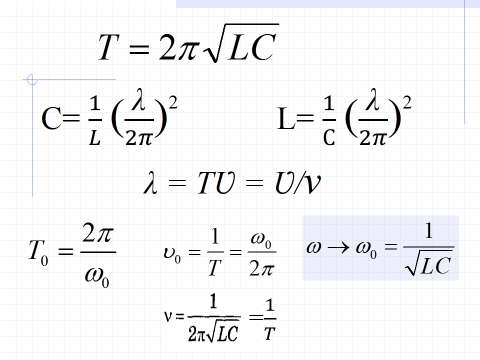 T = 2π√LC
C= 1/L (λ/2π)² L= 1/C (λ/2π)²
λ = TU = U/ν
T₀ = 2π/ω₀ υ₀ = 1/T = ω₀/2π ω → ω₀ = 1/√LC
ν = 1/2π√LC = 1/T